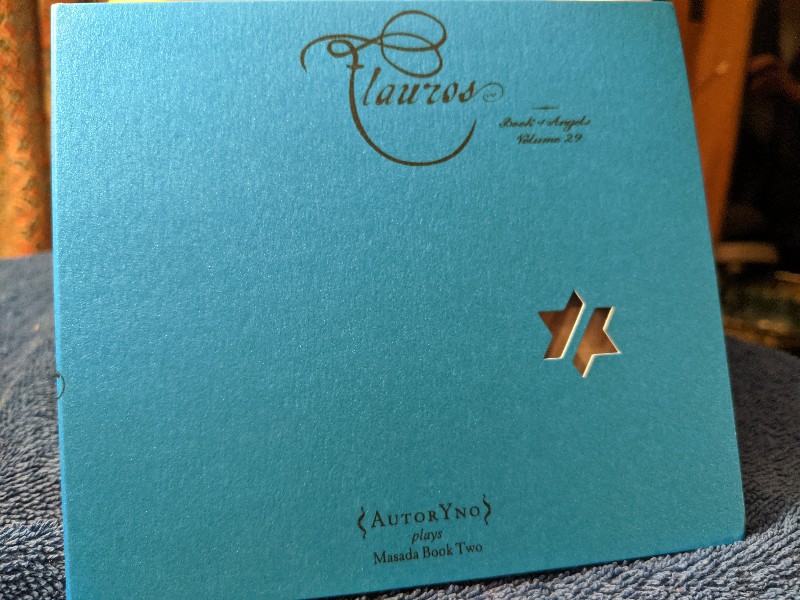 Flauros
Book of Angels
Volume 29
{AUTORYNO}
plays
Masada Book Two